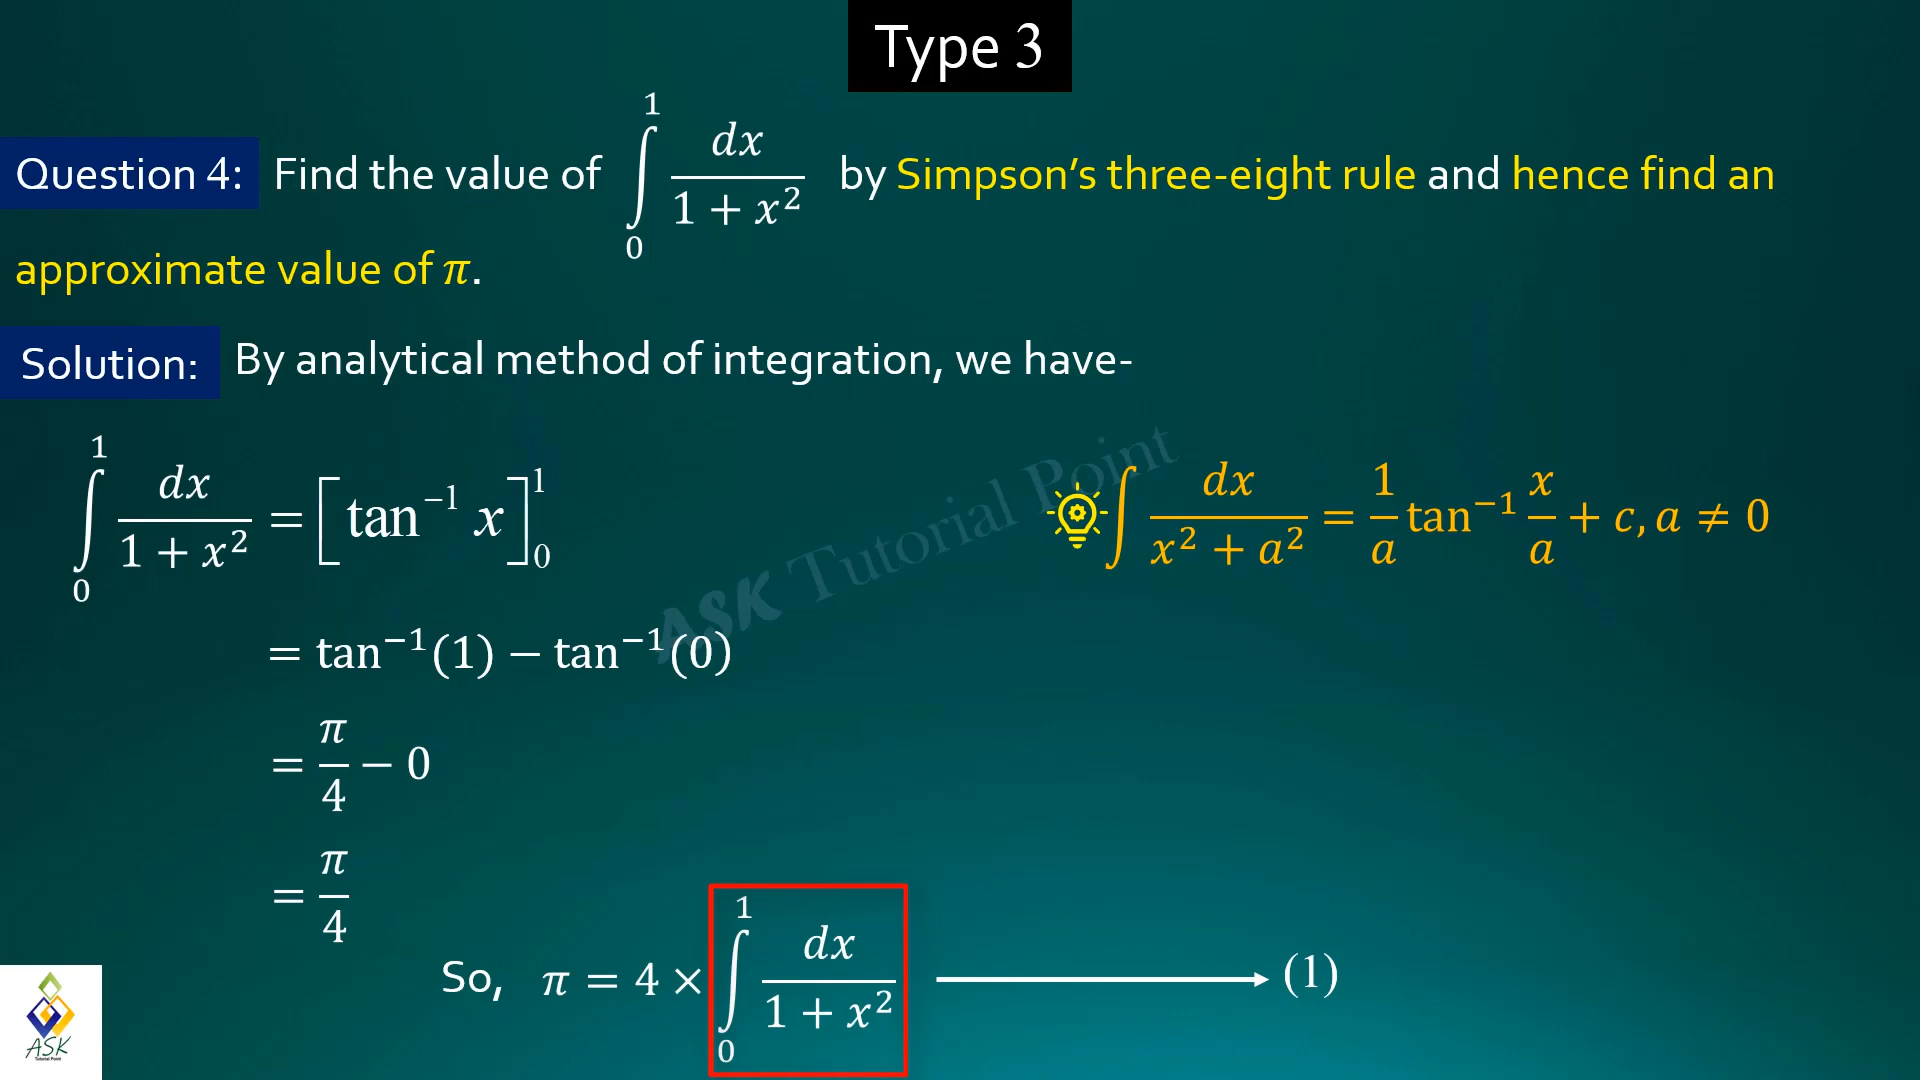 Type 3
Question 4: Find the value of ∫₀¹ dx/(1 + x²) by Simpson's three-eight rule and hence find an
approximate value of π.
Solution: By analytical method of integration, we have-
∫₀¹ dx/(1 + x²) = [tan⁻¹ x]₀¹
∫ dx/(x² + a²) = 1/a tan⁻¹ x/a + c, a ≠ 0
= tan⁻¹(1) − tan⁻¹(0)
= π/4 − 0
= π/4
So, π = 4 × ∫₀¹ dx/(1 + x²) ⟶ (1)
ASK Tutorial Point
ASK
Tutorial Point